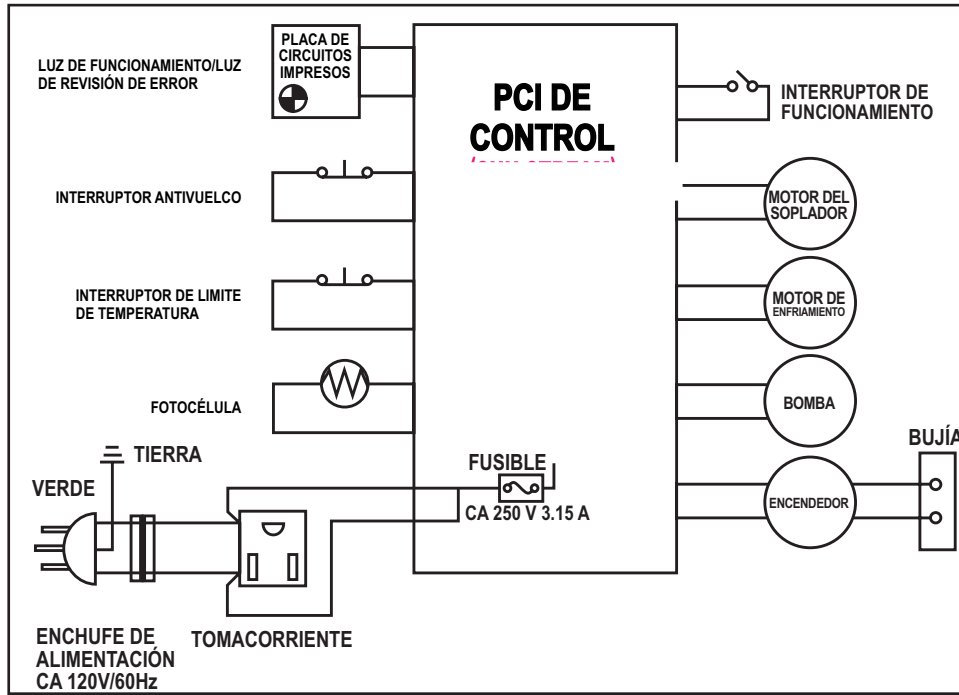 PLACA DE
CIRCUITOS
IMPRESOS
LUZ DE FUNCIONAMIENTO/LUZ
DE REVISIÓN DE ERROR
PCI DE
CONTROL
INTERRUPTOR DE
FUNCIONAMIENTO
INTERRUPTOR ANTIVUELCO
MOTOR DEL
SOPLADOR
INTERRUPTOR DE LIMITE
DE TEMPERATURA
MOTOR DE
ENFRIAMIENTO
FOTOCÉLULA
BOMBA
BUJÍA
TIERRA
VERDE
FUSIBLE
CA 250 V 3.15 A
ENCENDEDOR
ENCHUFE DE
ALIMENTACIÓN
CA 120V/60Hz
TOMACORRIENTE